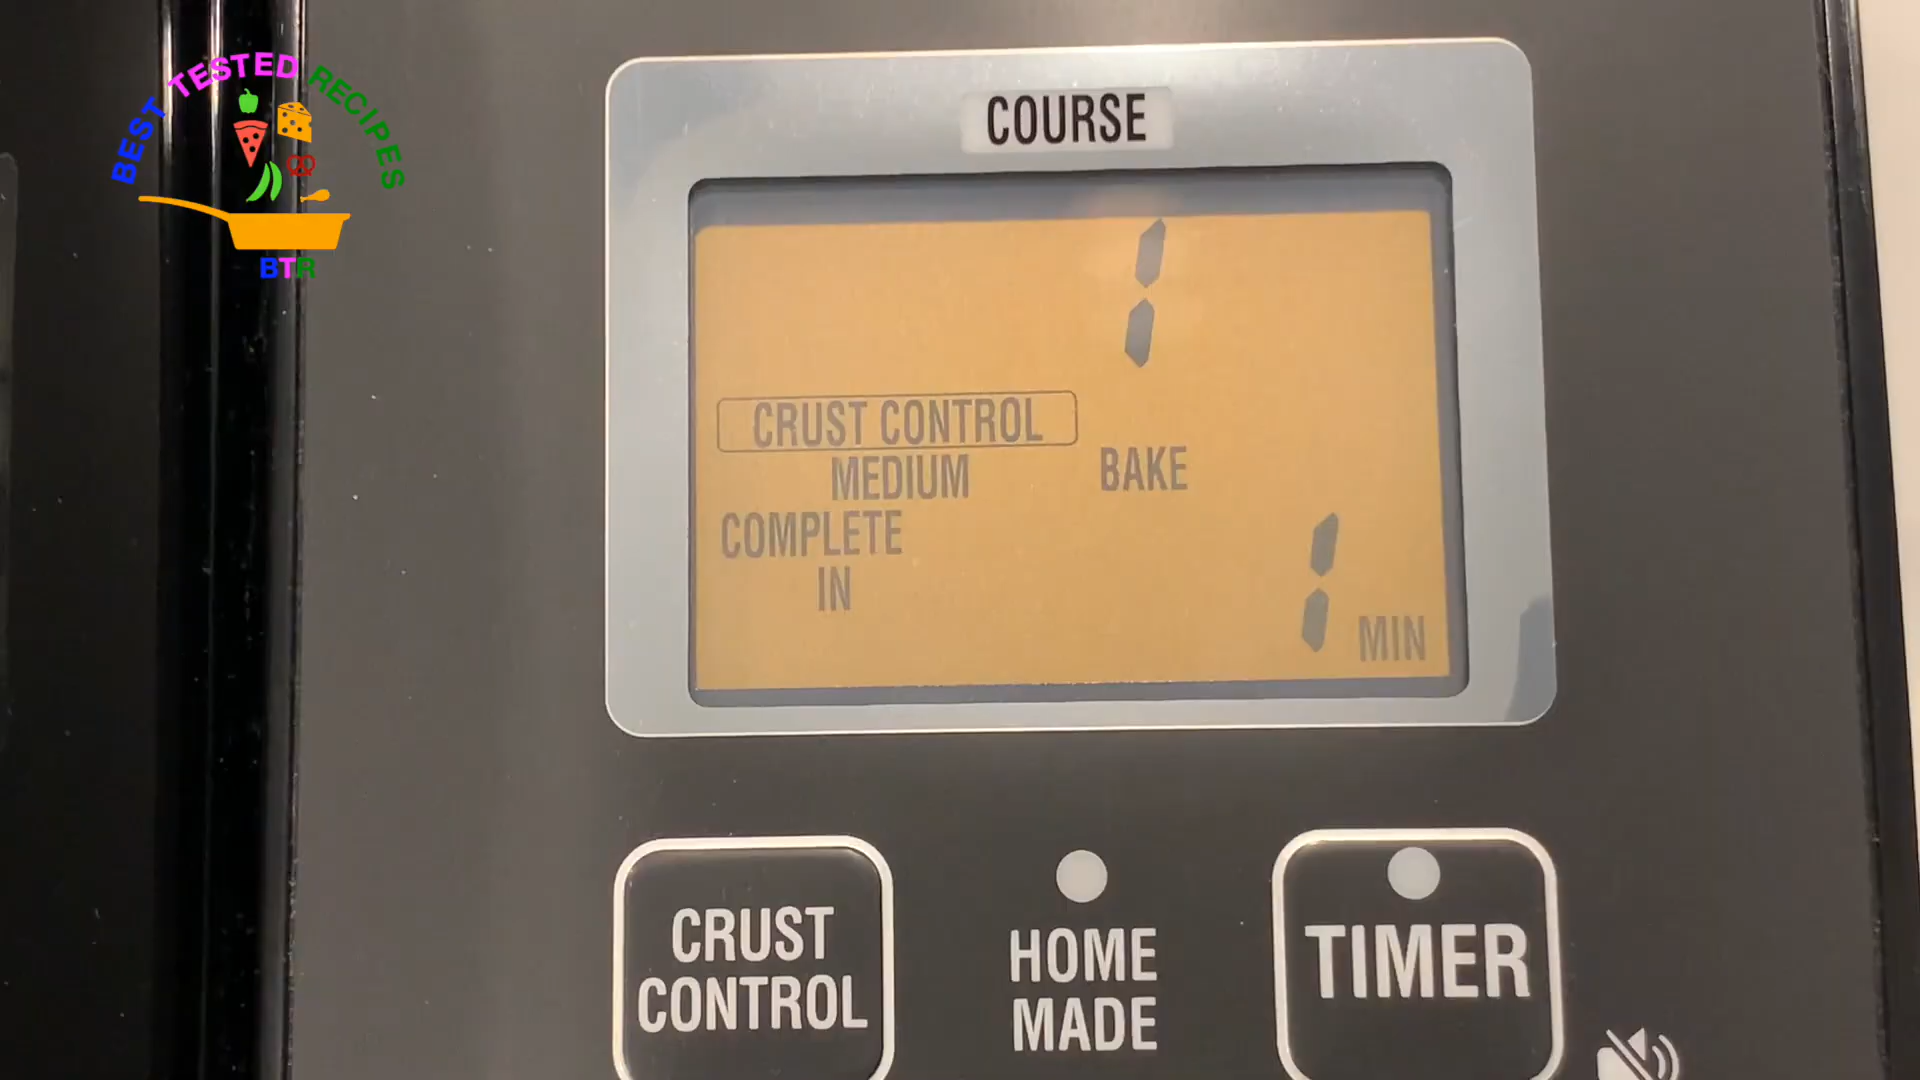 BEST TESTED RECIPES
BTR
COURSE
1
CRUST CONTROL
MEDIUM BAKE
COMPLETE
IN
1 MIN
CRUST
CONTROL
HOME
MADE
TIMER